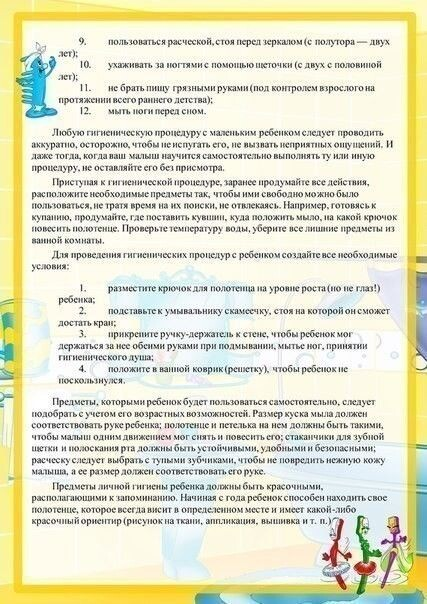 9. пользоваться расческой, стоя перед зеркалом (с полутора — двух
лет);
10. ухаживать за ногтями с помощью щеточки (с двух с половиной
лет);
11. не брать пищу грязными руками (под контролем взрослого на
протяжении всего раннего детства);
12. мыть ноги перед сном.
Любую гигиеническую процедуру с маленьким ребенком следует проводить
аккуратно, осторожно, чтобы не испугать его, не вызвать неприятных ощущений. И
даже тогда, когда ваш малыш научится самостоятельно выполнять ту или иную
процедуру, не оставляйте его без присмотра.
Приступая к гигиенической процедуре, заранее продумайте все действия,
расположите необходимые предметы так, чтобы ими свободно можно было
пользоваться, не тратя время на их поиски, не отвлекаясь. Например, готовясь к
купанию, продумайте, где поставить кувшин, куда положить мыло, на какой крючок
повесить полотенце. Проверьте температуру воды, уберите все лишние предметы из
ванной комнаты.
Для проведения гигиенических процедур с ребенком создайте все необходимые
условия:
1. разместите крючок для полотенца на уровне роста (но не глаз!)
ребенка;
2. подставьте к умывальнику скамеечку, стоя на которой он сможет
достать кран;
3. прикрепите ручку-держатель к стене, чтобы ребенок мог
держаться за нее обеими руками при подмывании, мытье ног, принятии
гигиенического душа;
4. положите в ванной коврик (решетку), чтобы ребенок не
поскользнулся.
Предметы, которыми ребенок будет пользоваться самостоятельно, следует
подобрать с учетом его возрастных возможностей. Размер куска мыла должен
соответствовать руке ребенка; полотенце и петелька на нем должны быть такими,
чтобы малыш одним движением мог снять и повесить его; стаканчики для зубной
щетки и полоскания рта должны быть устойчивыми, удобными и безопасными;
расческу следует выбрать с тупыми зубчиками, чтобы не повредить нежную кожу
малыша, а ее размер должен соответствовать его руке.
Предметы личной гигиены ребенка должны быть красочными,
располагающими к запоминанию. Начиная с года ребенок способен находить свое
полотенце, которое всегда висит в определенном месте и имеет какой-либо
красочный ориентир (рисунок на ткани, аппликация, вышивка и т. п.)